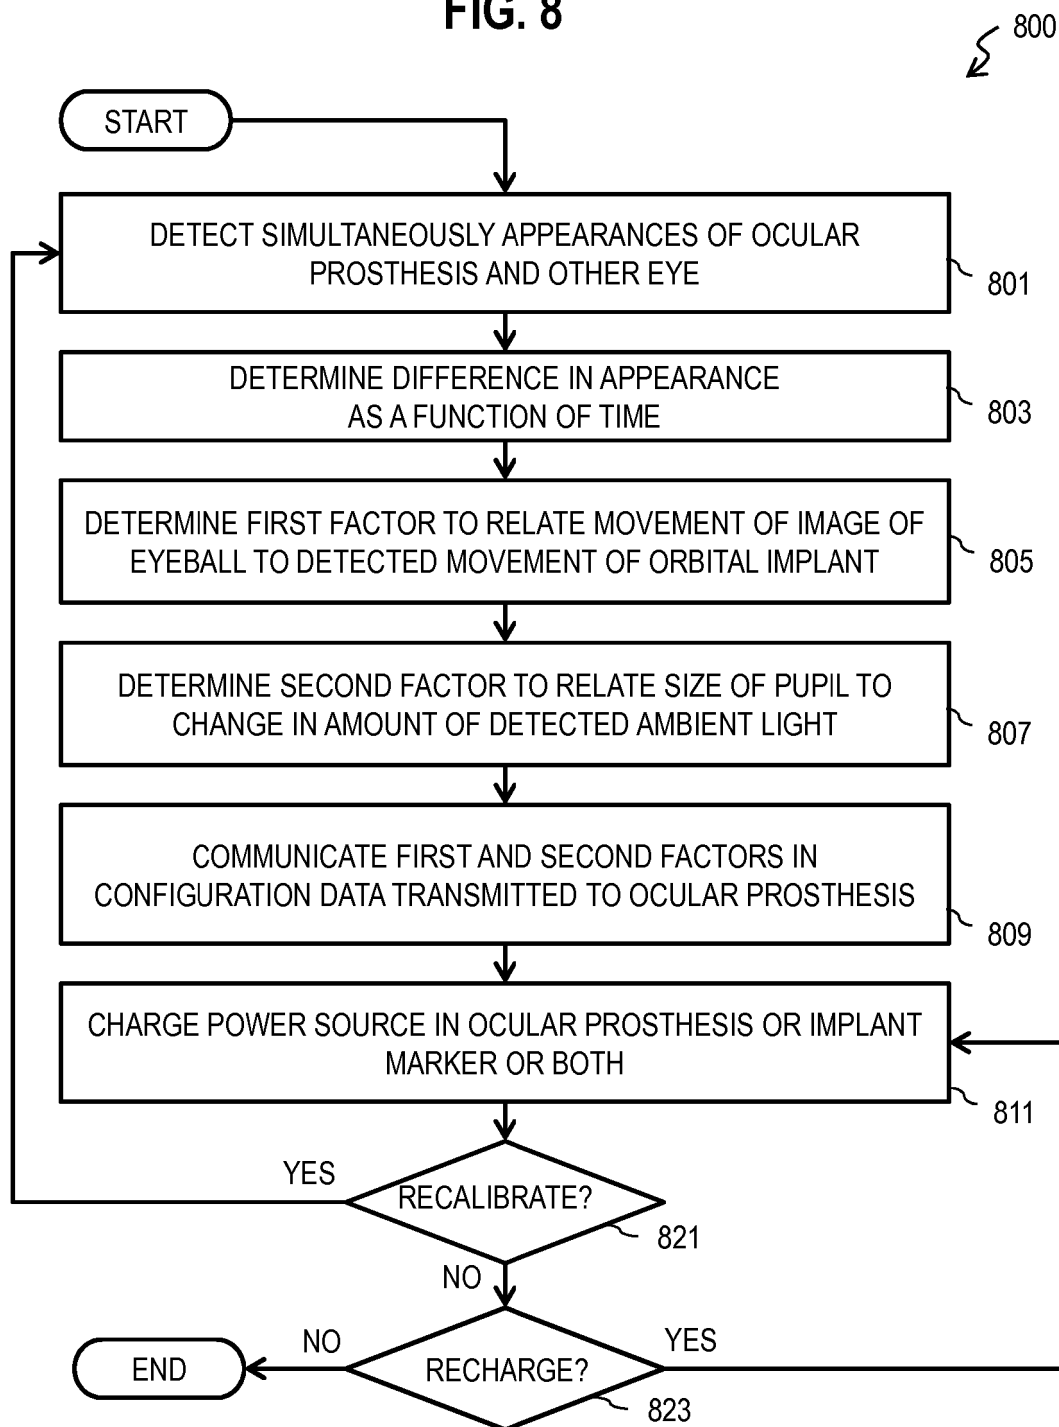 FIG. 8
800
START
DETECT SIMULTANEOUSLY APPEARANCES OF OCULAR
PROSTHESIS AND OTHER EYE
801
DETERMINE DIFFERENCE IN APPEARANCE
AS A FUNCTION OF TIME
803
DETERMINE FIRST FACTOR TO RELATE MOVEMENT OF IMAGE OF
EYEBALL TO DETECTED MOVEMENT OF ORBITAL IMPLANT
805
DETERMINE SECOND FACTOR TO RELATE SIZE OF PUPIL TO
CHANGE IN AMOUNT OF DETECTED AMBIENT LIGHT
807
COMMUNICATE FIRST AND SECOND FACTORS IN
CONFIGURATION DATA TRANSMITTED TO OCULAR PROSTHESIS
809
CHARGE POWER SOURCE IN OCULAR PROSTHESIS OR IMPLANT
MARKER OR BOTH
811
YES
RECALIBRATE?
821
NO
NO
YES
END
RECHARGE?
823